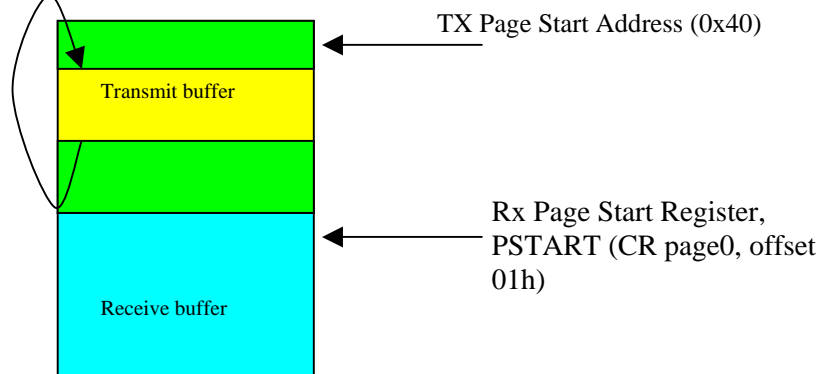 TX Page Start Address (0x40)
Transmit buffer
Rx Page Start Register,
PSTART (CR page0, offset
01h)
Receive buffer